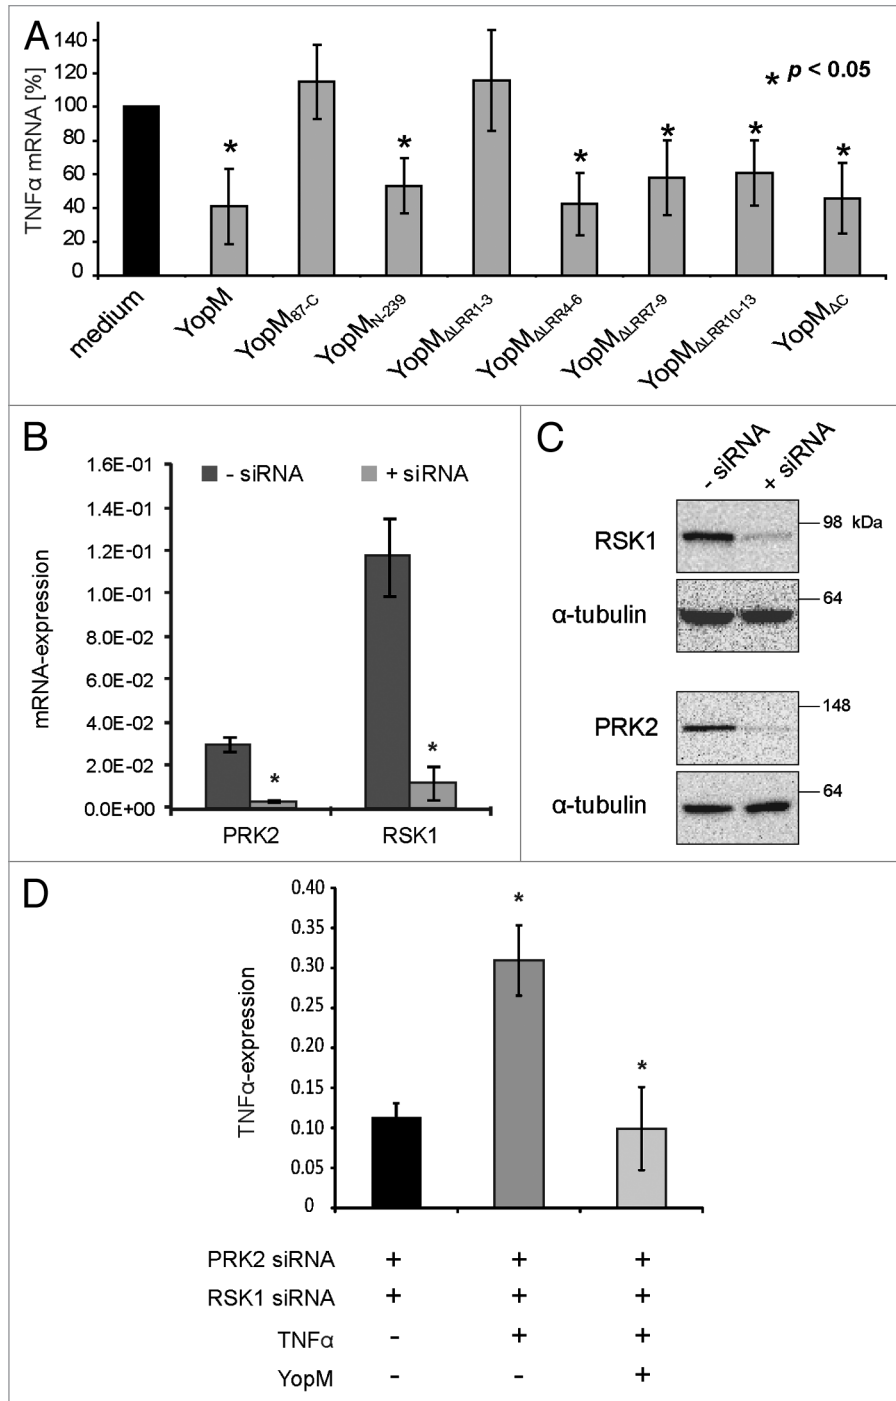 A
TNFα mRNA [%]
140
120
100
80
60
40
20
0
* p < 0.05
*
*
*
*
*
*
medium
YopM
YopM87-C
YopMN-239
YopMΔLRR1-3
YopMΔLRR4-6
YopMΔLRR7-9
YopMΔLRR10-13
YopMΔC
B
mRNA-expression
1.6E-01
1.4E-01
1.2E-01
1.0E-01
8.0E-02
6.0E-02
4.0E-02
2.0E-02
0.0E+00
- siRNA + siRNA
*
*
PRK2 RSK1
C
- siRNA + siRNA
RSK1
98 kDa
α-tubulin
64
PRK2
148
α-tubulin
64
D
TNFα-expression
0.40
0.35
0.30
0.25
0.20
0.15
0.10
0.05
0
*
*
PRK2 siRNA + + +
RSK1 siRNA + + +
TNFα - + +
YopM - - +